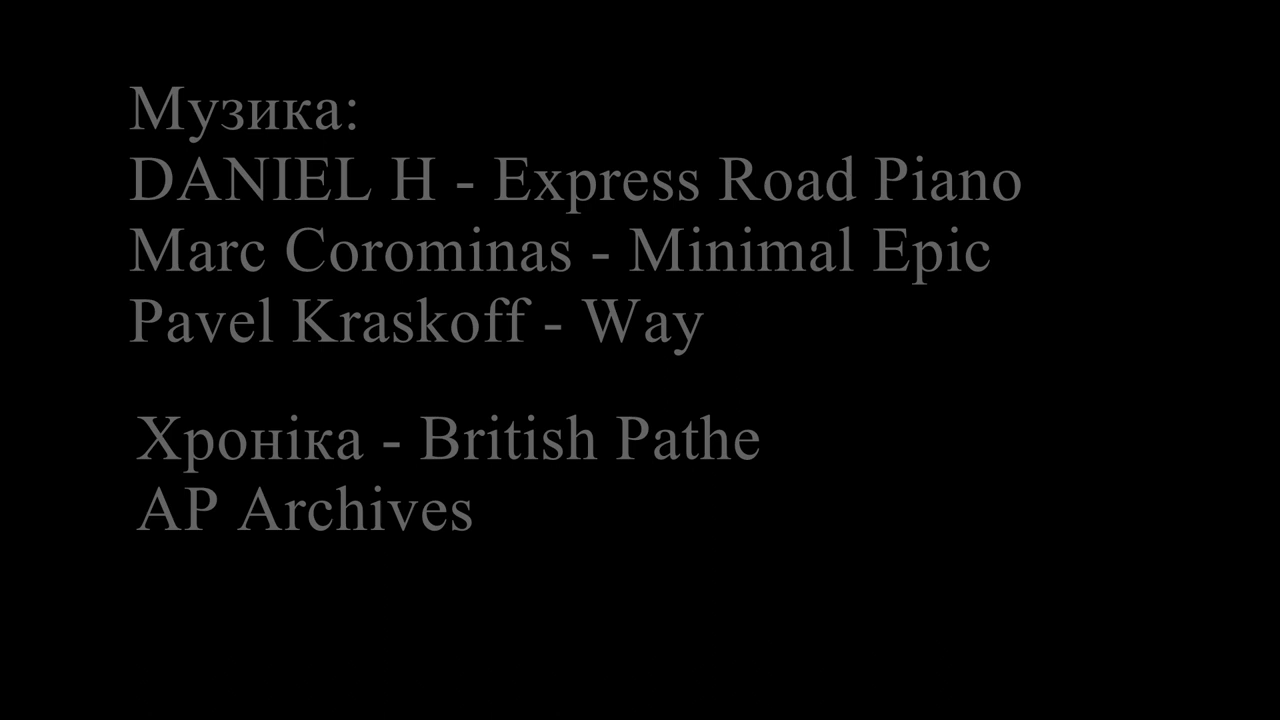 Музика:
DANIEL H - Express Road Piano
Marc Corominas - Minimal Epic
Pavel Kraskoff - Way
Хроніка - British Pathe
AP Archives